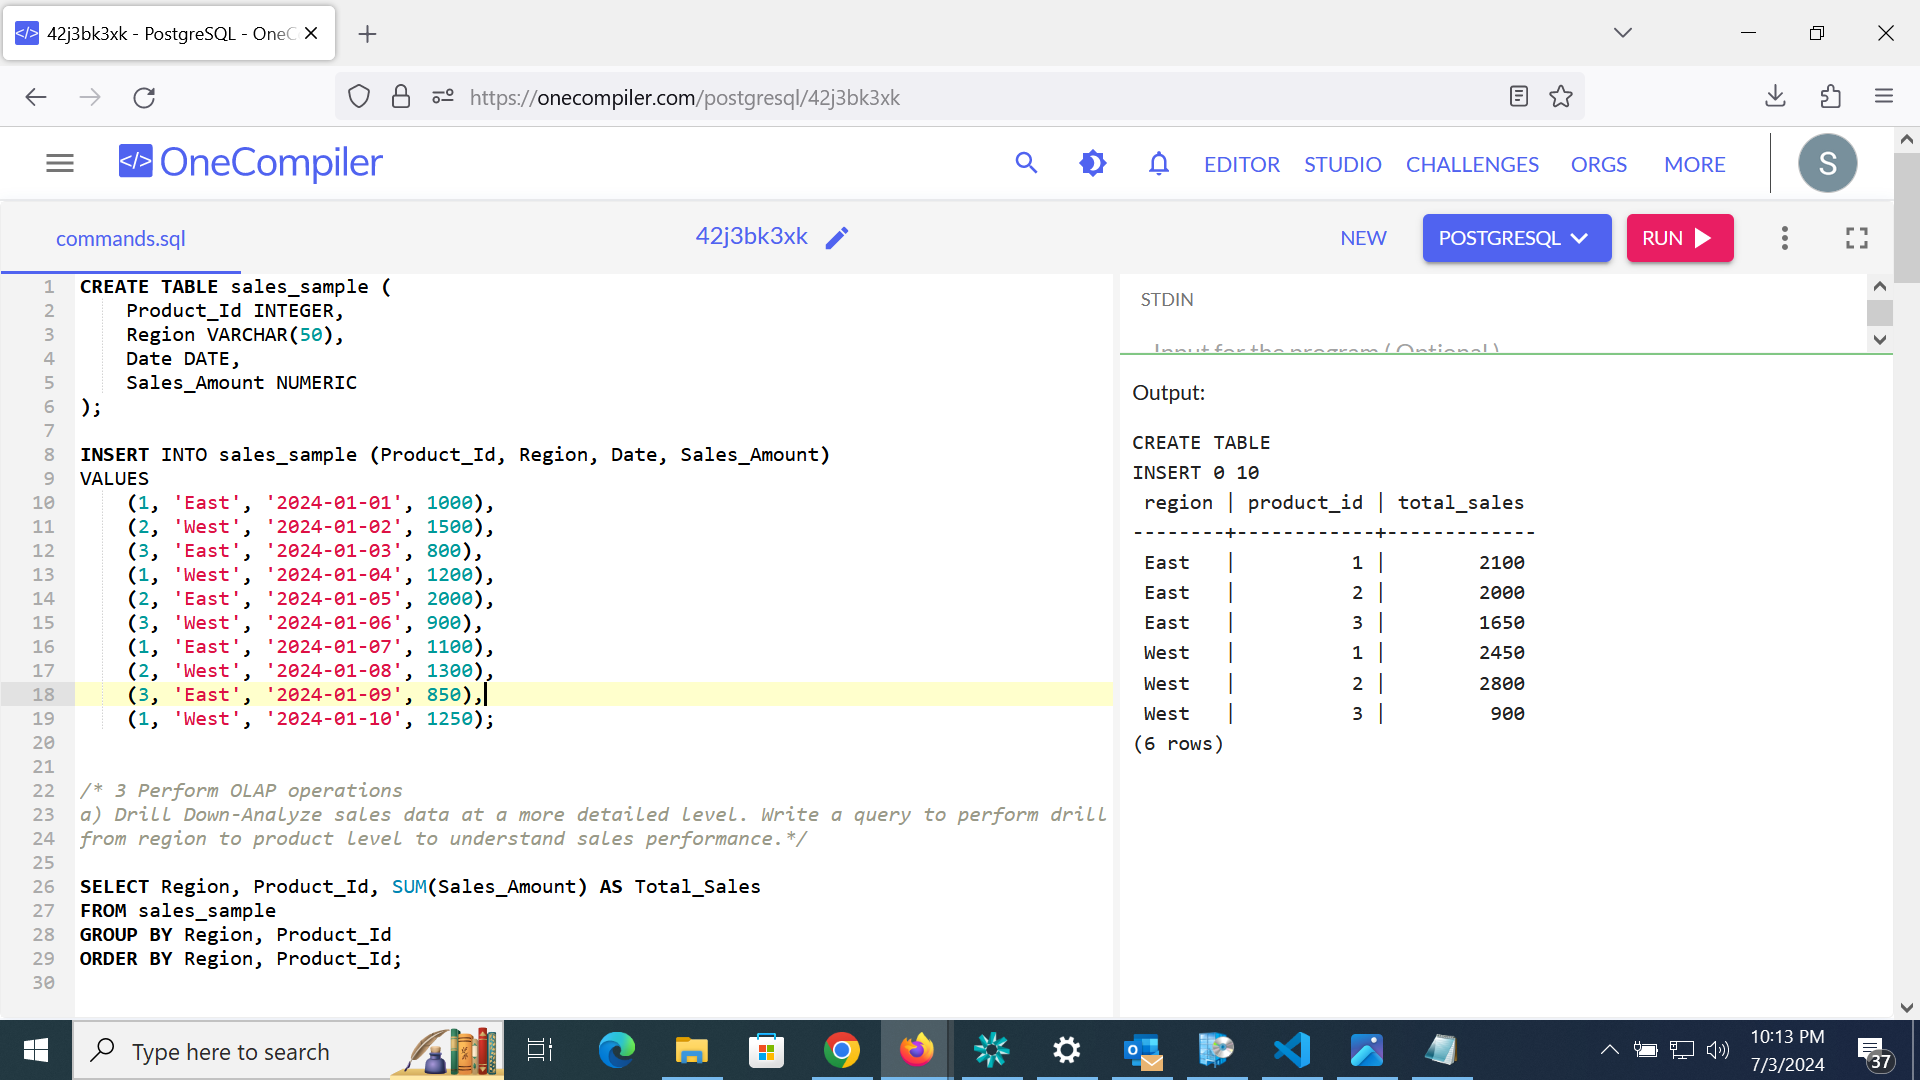 42j3bk3xk - PostgreSQL - OneC
https://onecompiler.com/postgresql/42j3bk3xk
</> OneCompiler
EDITOR STUDIO CHALLENGES ORGS MORE
S
commands.sql
42j3bk3xk
NEW
POSTGRESQL
RUN
1 CREATE TABLE sales_sample (
2 Product_Id INTEGER,
3 Region VARCHAR(50),
4 Date DATE,
5 Sales_Amount NUMERIC
6 );
7
8 INSERT INTO sales_sample (Product_Id, Region, Date, Sales_Amount)
9 VALUES
10 (1, 'East', '2024-01-01', 1000),
11 (2, 'West', '2024-01-02', 1500),
12 (3, 'East', '2024-01-03', 800),
13 (1, 'West', '2024-01-04', 1200),
14 (2, 'East', '2024-01-05', 2000),
15 (3, 'West', '2024-01-06', 900),
16 (1, 'East', '2024-01-07', 1100),
17 (2, 'West', '2024-01-08', 1300),
18 (3, 'East', '2024-01-09', 850),
19 (1, 'West', '2024-01-10', 1250);
20
21
22 /* 3 Perform OLAP operations
23 a) Drill Down-Analyze sales data at a more detailed level. Write a query to perform drill
24 from region to product level to understand sales performance.*/
25
26 SELECT Region, Product_Id, SUM(Sales_Amount) AS Total_Sales
27 FROM sales_sample
28 GROUP BY Region, Product_Id
29 ORDER BY Region, Product_Id;
30
STDIN
Input for the program ( Optional )
Output:
CREATE TABLE
INSERT 0 10
region | product_id | total_sales
--------+------------+-------------
East | 1 | 2100
East | 2 | 2000
East | 3 | 1650
West | 1 | 2450
West | 2 | 2800
West | 3 | 900
(6 rows)
Type here to search
10:13 PM
7/3/2024
37